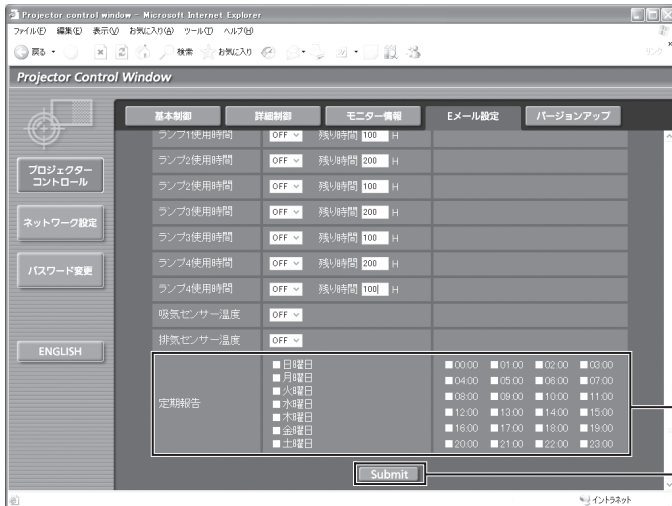 Projector control window - Microsoft Internet Explorer
ファイル(F) 編集(E) 表示(V) お気に入り(A) ツール(T) ヘルプ(H)
戻る 検索 お気に入り
Projector Control Window
基本制御 詳細制御 モニター情報 Eメール設定 バージョンアップ
プロジェクター
コントロール
ネットワーク設定
パスワード変更
ENGLISH
ランプ1使用時間 OFF 残り時間 100 H
ランプ2使用時間 OFF 残り時間 200 H
ランプ2使用時間 OFF 残り時間 100 H
ランプ3使用時間 OFF 残り時間 200 H
ランプ3使用時間 OFF 残り時間 100 H
ランプ4使用時間 OFF 残り時間 200 H
ランプ4使用時間 OFF 残り時間 100 H
吸気センサー温度 OFF
排気センサー温度 OFF
定期報告
日曜日
月曜日
火曜日
水曜日
木曜日
金曜日
土曜日
00:00 01:00 02:00 03:00
04:00 05:00 06:00 07:00
08:00 09:00 10:00 11:00
12:00 13:00 14:00 15:00
16:00 17:00 18:00 19:00
20:00 21:00 22:00 23:00
Submit
イントラネット